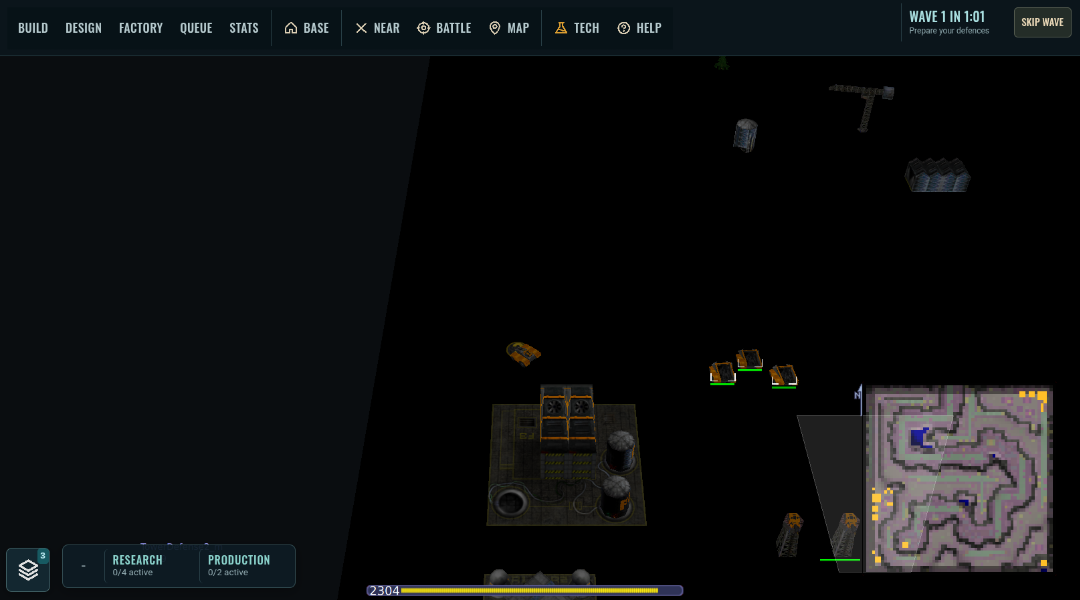 BUILD DESIGN FACTORY QUEUE STATS BASE NEAR BATTLE MAP TECH HELP
WAVE 1 IN 1:01
Prepare your defences
SKIP WAVE
N
3
-
RESEARCH
0/4 active
PRODUCTION
0/2 active
2304